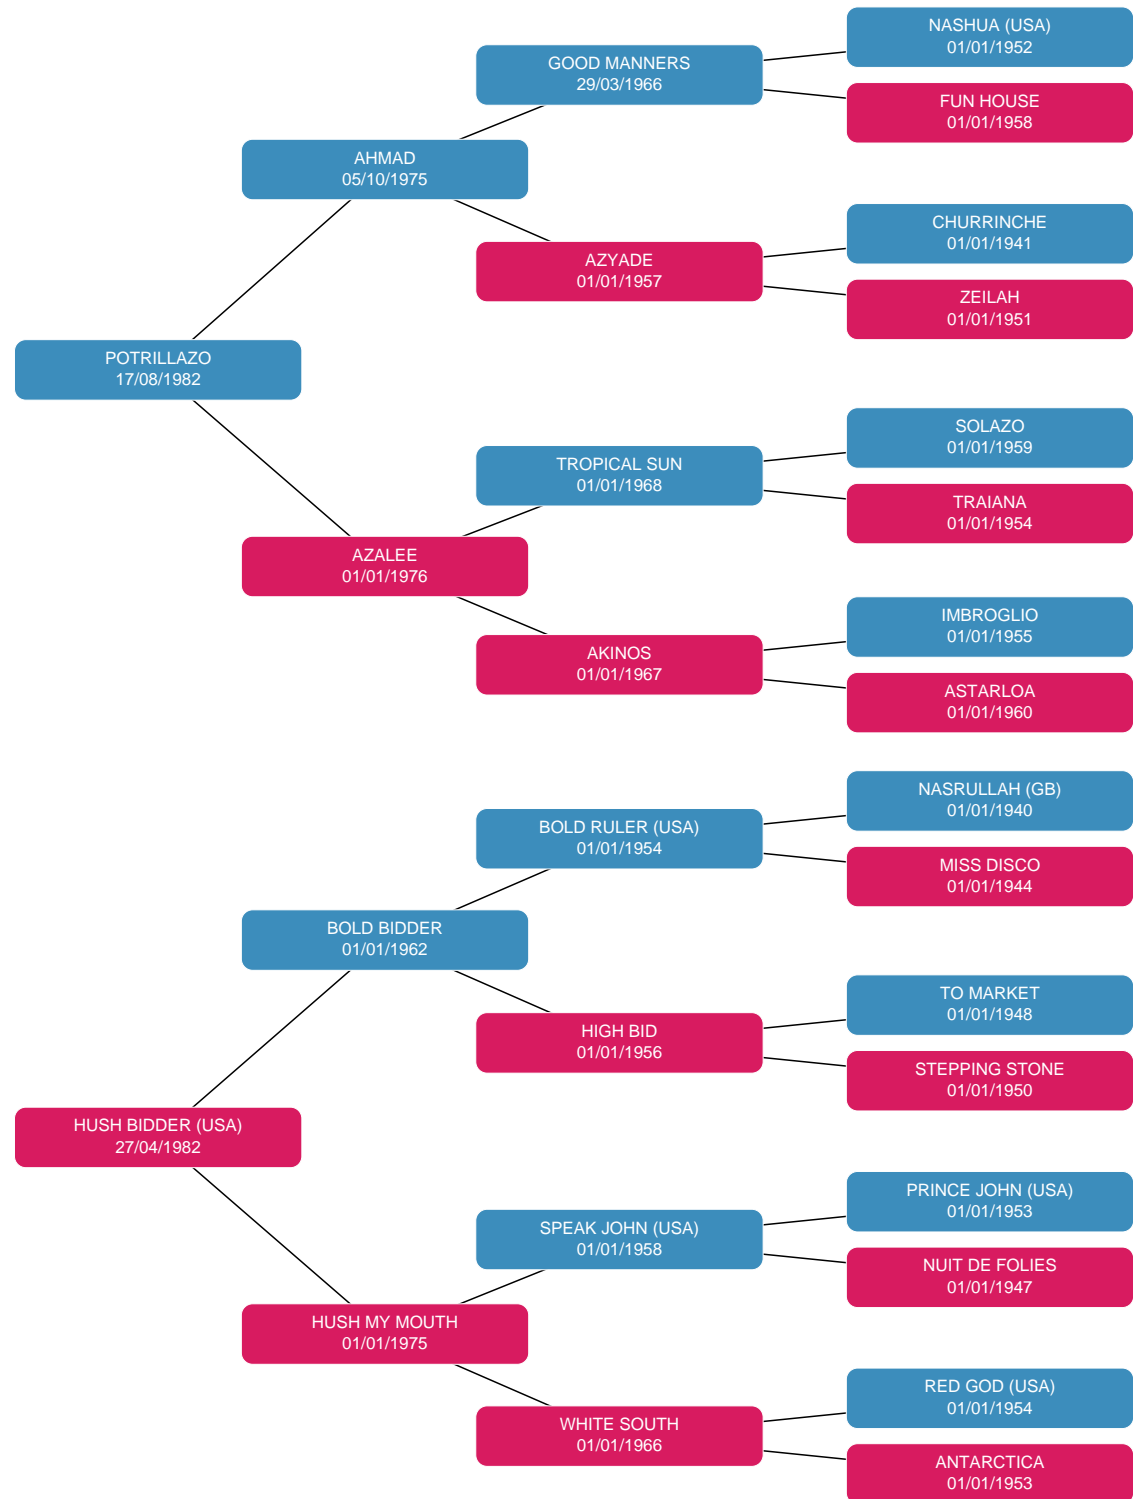 NASHUA (USA)
01/01/1952
GOOD MANNERS
29/03/1966
FUN HOUSE
01/01/1958
AHMAD
05/10/1975
CHURRINCHE
01/01/1941
AZYADE
01/01/1957
ZEILAH
01/01/1951
POTRILLAZO
17/08/1982
SOLAZO
01/01/1959
TROPICAL SUN
01/01/1968
TRAIANA
01/01/1954
AZALEE
01/01/1976
IMBROGLIO
01/01/1955
AKINOS
01/01/1967
ASTARLOA
01/01/1960
NASRULLAH (GB)
01/01/1940
BOLD RULER (USA)
01/01/1954
MISS DISCO
01/01/1944
BOLD BIDDER
01/01/1962
TO MARKET
01/01/1948
HIGH BID
01/01/1956
STEPPING STONE
01/01/1950
HUSH BIDDER (USA)
27/04/1982
PRINCE JOHN (USA)
01/01/1953
SPEAK JOHN (USA)
01/01/1958
NUIT DE FOLIES
01/01/1947
HUSH MY MOUTH
01/01/1975
RED GOD (USA)
01/01/1954
WHITE SOUTH
01/01/1966
ANTARCTICA
01/01/1953